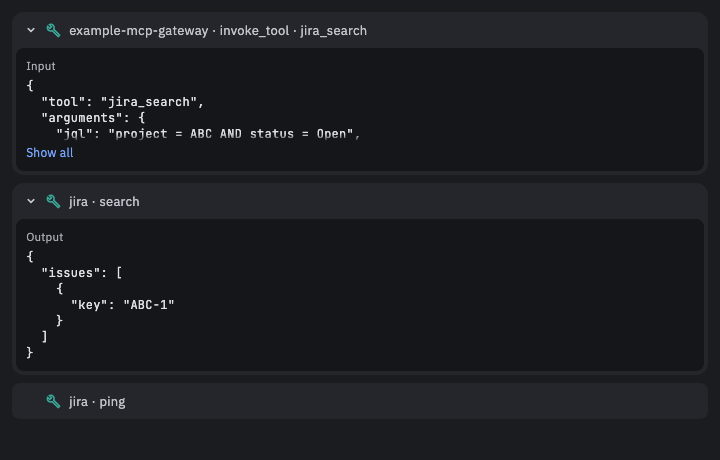 example-mcp-gateway · invoke_tool · jira_search
Input
{
  "tool": "jira_search",
  "arguments": {
    "jql": "project = ABC AND status = Open",
Show all
jira · search
Output
{
  "issues": [
    {
      "key": "ABC-1"
    }
  ]
}
jira · ping